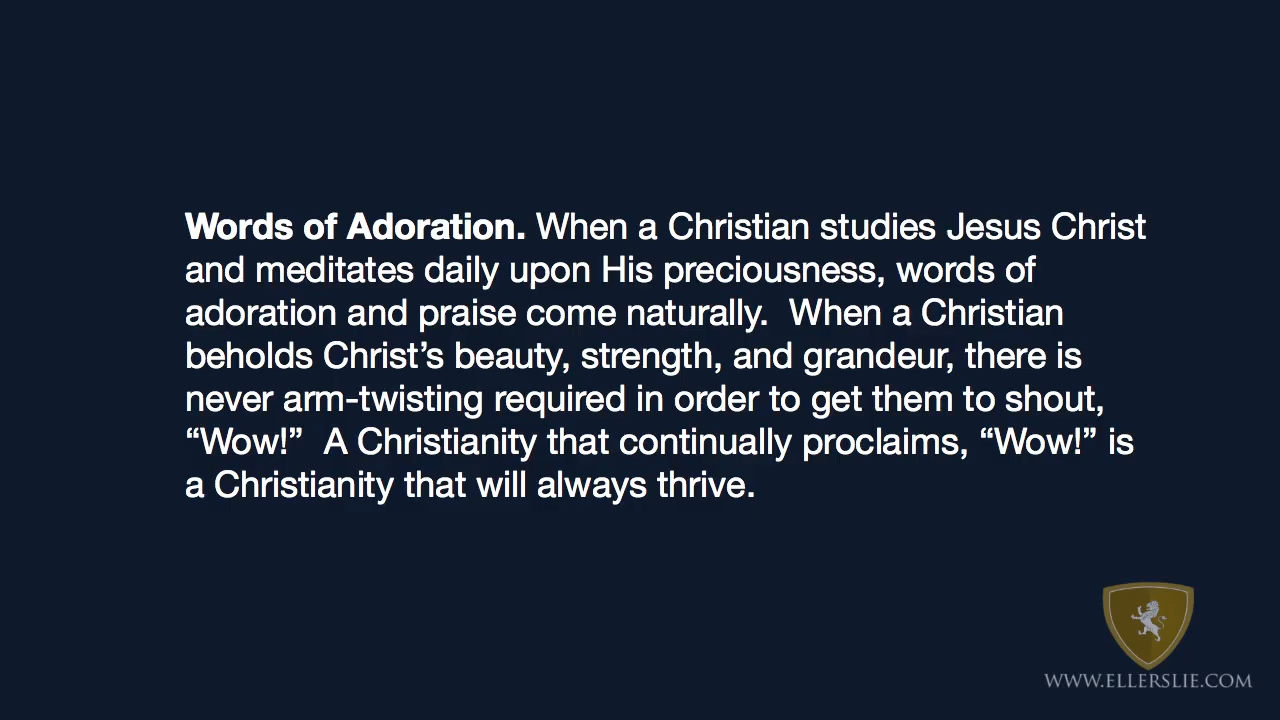 Words of Adoration. When a Christian studies Jesus Christ
and meditates daily upon His preciousness, words of
adoration and praise come naturally.  When a Christian
beholds Christ’s beauty, strength, and grandeur, there is
never arm-twisting required in order to get them to shout,
“Wow!”  A Christianity that continually proclaims, “Wow!” is
a Christianity that will always thrive.
WWW.ELLERSLIE.COM